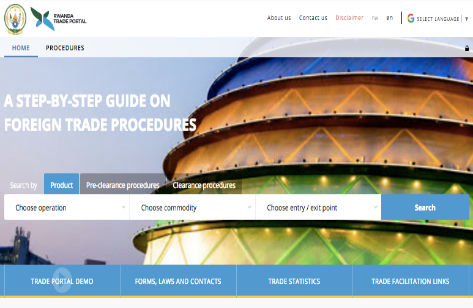 RWANDA
TRADE PORTAL
About us Contact us Disclaimer rw en SELECT LANGUAGE
HOME PROCEDURES
A STEP-BY-STEP GUIDE ON
FOREIGN TRADE PROCEDURES
Search by Product Pre-clearance procedures Clearance procedures
Choose operation Choose commodity Choose entry / exit point Search
TRADE PORTAL DEMO FORMS, LAWS AND CONTACTS TRADE STATISTICS TRADE FACILITATION LINKS